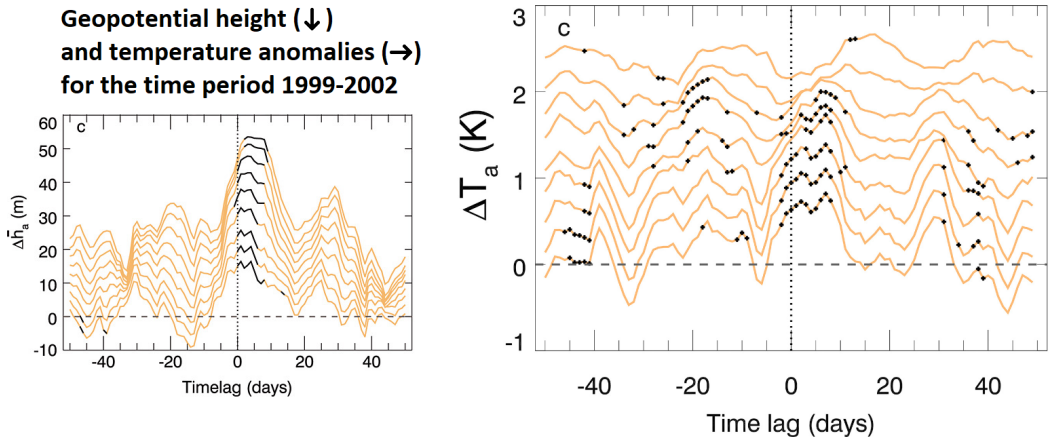 Geopotential height (↓)
and temperature anomalies (→)
for the time period 1999-2002
c
60
50
40
30
20
10
0
-10
Δh̄ₐ (m)
-40 -20 0 20 40
Timelag (days)
c
3
2
1
0
-1
ΔTₐ (K)
-40 -20 0 20 40
Time lag (days)